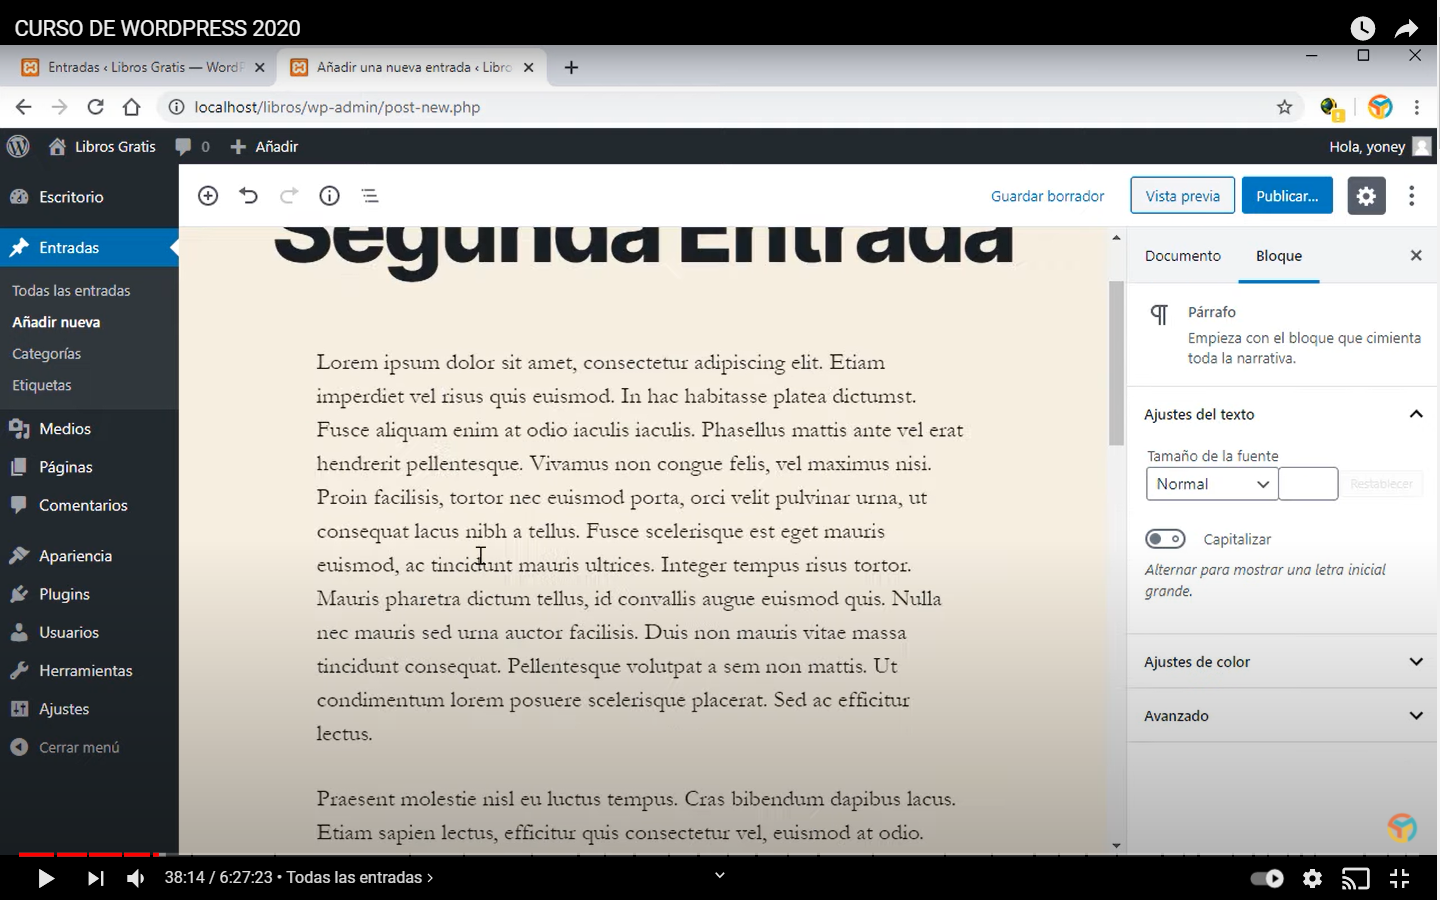 CURSO DE WORDPRESS 2020
Entradas ‹ Libros Gratis — WordP
Añadir una nueva entrada ‹ Libro
localhost/libros/wp-admin/post-new.php
Libros Gratis
0
Añadir
Hola, yoney
Escritorio
Entradas
Todas las entradas
Añadir nueva
Categorías
Etiquetas
Medios
Páginas
Comentarios
Apariencia
Plugins
Usuarios
Herramientas
Ajustes
Cerrar menú
Guardar borrador
Vista previa
Publicar...
Segunda Entrada
Lorem ipsum dolor sit amet, consectetur adipiscing elit. Etiam
imperdiet vel risus quis euismod. In hac habitasse platea dictumst.
Fusce aliquam enim at odio iaculis iaculis. Phasellus mattis ante vel erat
hendrerit pellentesque. Vivamus non congue felis, vel maximus nisi.
Proin facilisis, tortor nec euismod porta, orci velit pulvinar urna, ut
consequat lacus nibh a tellus. Fusce scelerisque est eget mauris
euismod, ac tincidunt mauris ultrices. Integer tempus risus tortor.
Mauris pharetra dictum tellus, id convallis augue euismod quis. Nulla
nec mauris sed urna auctor facilisis. Duis non mauris vitae massa
tincidunt consequat. Pellentesque volutpat a sem non mattis. Ut
condimentum lorem posuere scelerisque placerat. Sed ac efficitur
lectus.
Praesent molestie nisl eu luctus tempus. Cras bibendum dapibus lacus.
Etiam sapien lectus, efficitur quis consectetur vel, euismod at odio.
Documento
Bloque
Párrafo
Empieza con el bloque que cimienta
toda la narrativa.
Ajustes del texto
Tamaño de la fuente
Normal
Restablecer
Capitalizar
Alternar para mostrar una letra inicial
grande.
Ajustes de color
Avanzado
38:14 / 6:27:23 • Todas las entradas ›